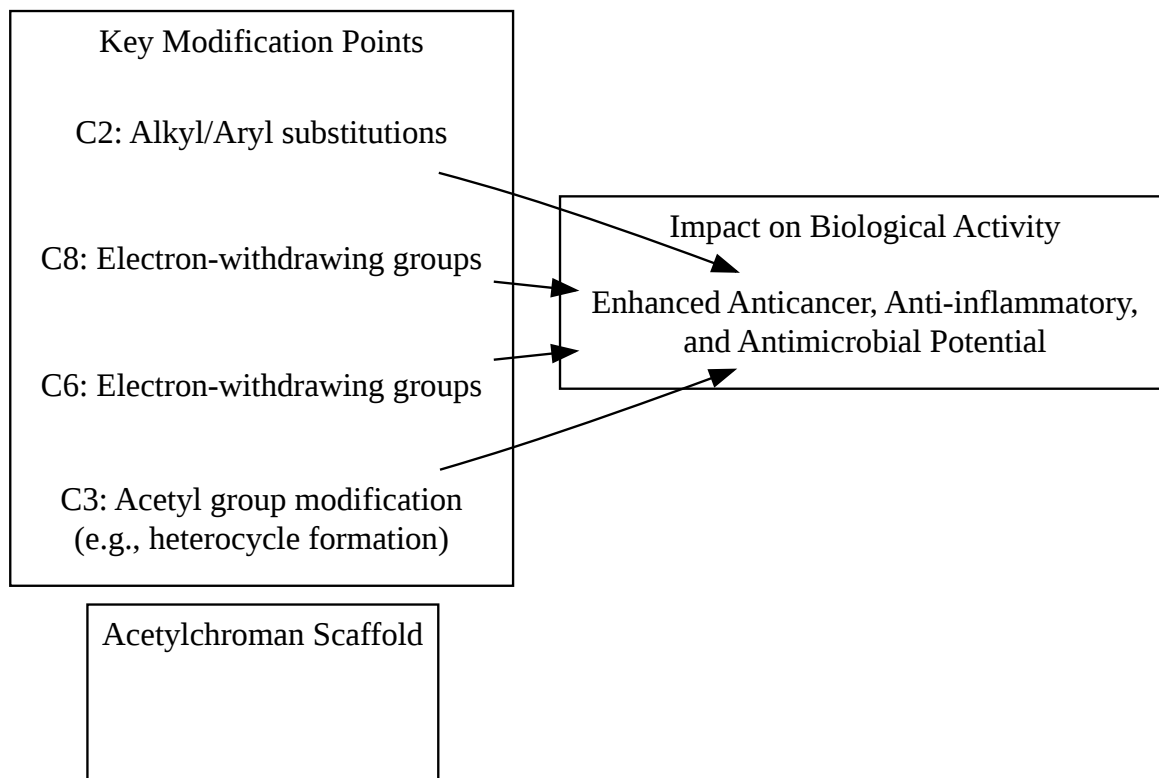 Key Modification Points
C2: Alkyl/Aryl substitutions
C8: Electron-withdrawing groups
C6: Electron-withdrawing groups
C3: Acetyl group modification
(e.g., heterocycle formation)
Impact on Biological Activity
Enhanced Anticancer, Anti-inflammatory,
and Antimicrobial Potential
Acetylchroman Scaffold